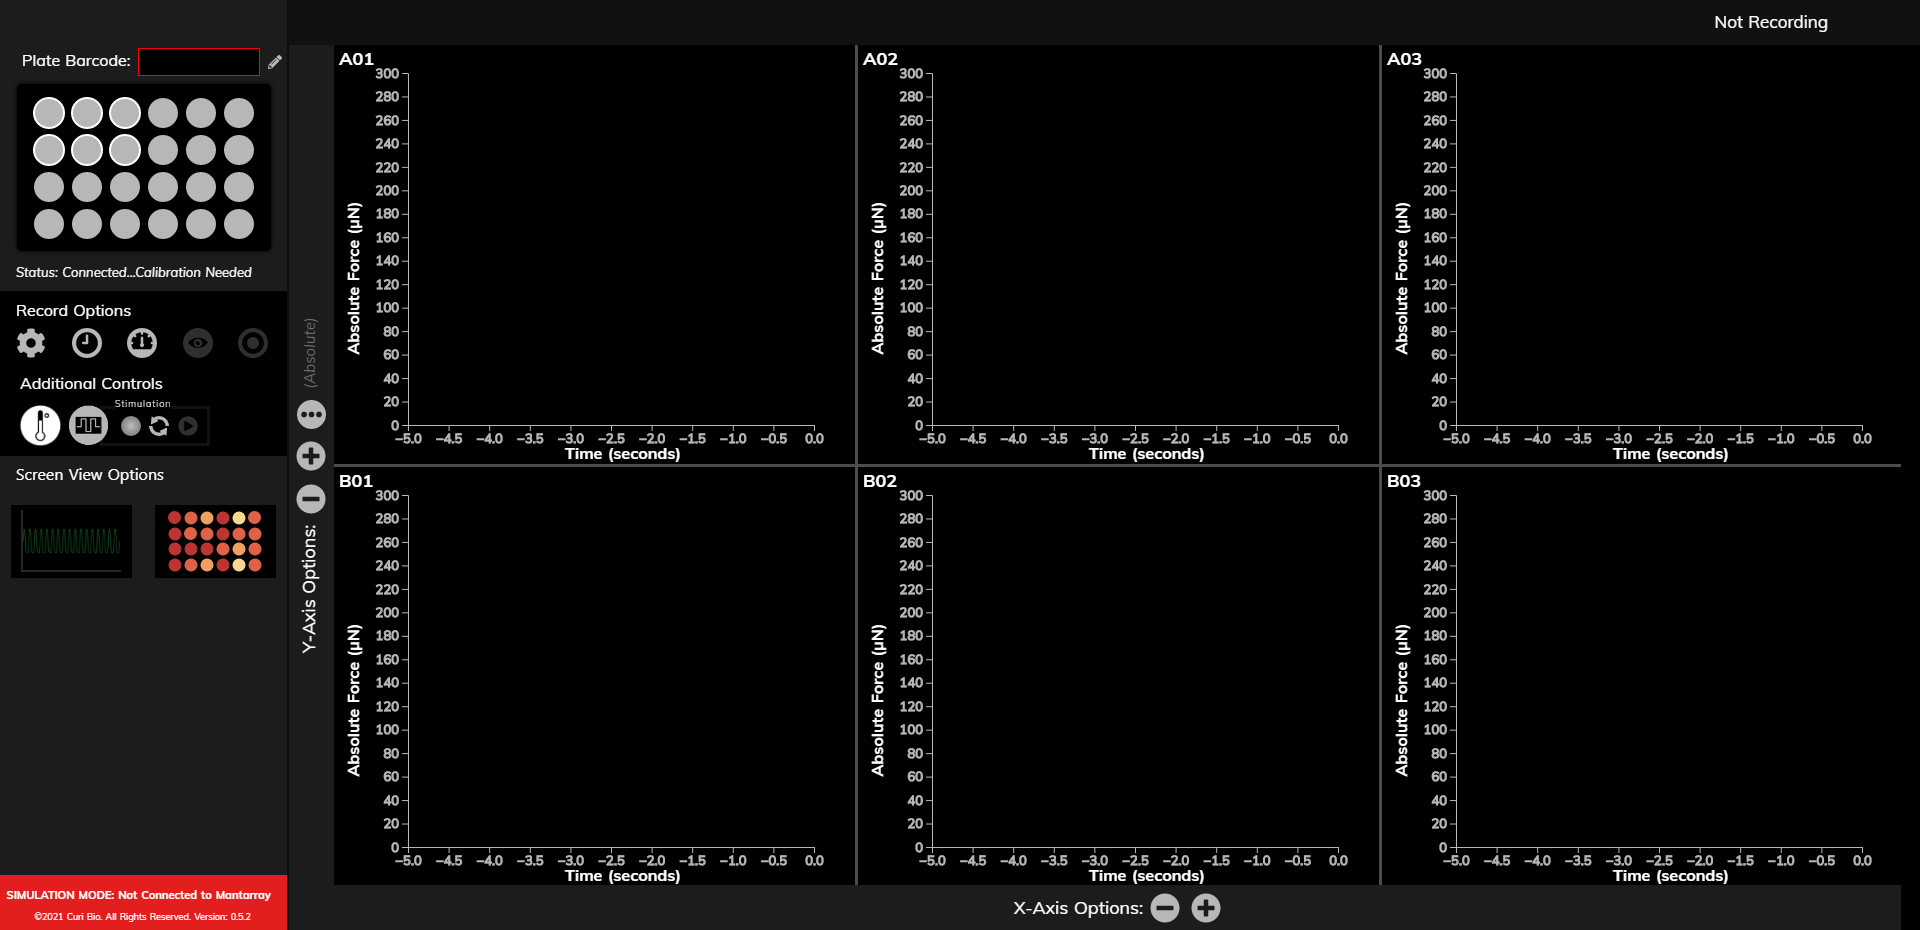 Not Recording
Plate Barcode:
Status: Connected...Calibration Needed
Record Options
Additional Controls
Stimulation
Screen View Options
SIMULATION MODE: Not Connected to Mantarray
©2021 Curi Bio. All Rights Reserved. Version: 0.5.2
(Absolute)
Y-Axis Options:
A01
300
280
260
240
220
200
180
160
140
120
100
80
60
40
20
0
Absolute Force (µN)
−5.0 −4.5 −4.0 −3.5 −3.0 −2.5 −2.0 −1.5 −1.0 −0.5 0.0
Time (seconds)
A02
300
280
260
240
220
200
180
160
140
120
100
80
60
40
20
0
Absolute Force (µN)
−5.0 −4.5 −4.0 −3.5 −3.0 −2.5 −2.0 −1.5 −1.0 −0.5 0.0
Time (seconds)
A03
300
280
260
240
220
200
180
160
140
120
100
80
60
40
20
0
Absolute Force (µN)
−5.0 −4.5 −4.0 −3.5 −3.0 −2.5 −2.0 −1.5 −1.0 −0.5 0.0
Time (seconds)
B01
300
280
260
240
220
200
180
160
140
120
100
80
60
40
20
0
Absolute Force (µN)
−5.0 −4.5 −4.0 −3.5 −3.0 −2.5 −2.0 −1.5 −1.0 −0.5 0.0
Time (seconds)
B02
300
280
260
240
220
200
180
160
140
120
100
80
60
40
20
0
Absolute Force (µN)
−5.0 −4.5 −4.0 −3.5 −3.0 −2.5 −2.0 −1.5 −1.0 −0.5 0.0
Time (seconds)
B03
300
280
260
240
220
200
180
160
140
120
100
80
60
40
20
0
Absolute Force (µN)
−5.0 −4.5 −4.0 −3.5 −3.0 −2.5 −2.0 −1.5 −1.0 −0.5 0.0
Time (seconds)
X-Axis Options: